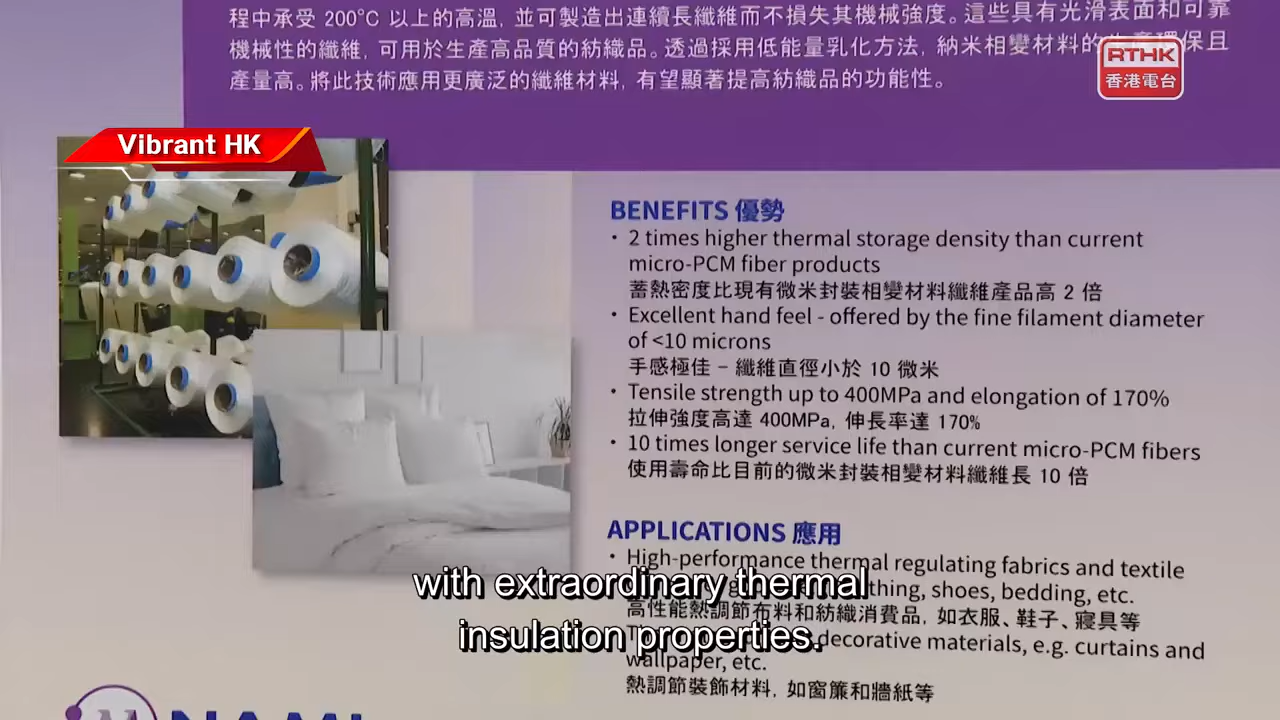 程中承受 200°C 以上的高溫，並可製造出連續長纖維而不損失其機械強度。這些具有光滑表面和可靠
機械性的纖維，可用於生產高品質的紡織品。透過採用低能量乳化方法，納米相變材料的生產環保且
產量高。將此技術應用更廣泛的纖維材料，有望顯著提高紡織品的功能性。
RTHK
香港電台
Vibrant HK
BENEFITS 優勢
· 2 times higher thermal storage density than current
micro-PCM fiber products
蓄熱密度比現有微米封裝相變材料纖維產品高 2 倍
· Excellent hand feel - offered by the fine filament diameter
of <10 microns
手感極佳 – 纖維直徑小於 10 微米
· Tensile strength up to 400MPa and elongation of 170%
拉伸強度高達 400MPa, 伸長率達 170%
· 10 times longer service life than current micro-PCM fibers
使用壽命比目前的微米封裝相變材料纖維長 10 倍
APPLICATIONS 應用
· High-performance thermal regulating fabrics and textile
thing, shoes, bedding, etc.
高性能熱調節布料和紡織消費品，如衣服、鞋子、寢具等
decorative materials, e.g. curtains and
wallpaper, etc.
熱調節裝飾材料，如窗簾和牆紙等
with extraordinary thermal
insulation properties.
NAMI